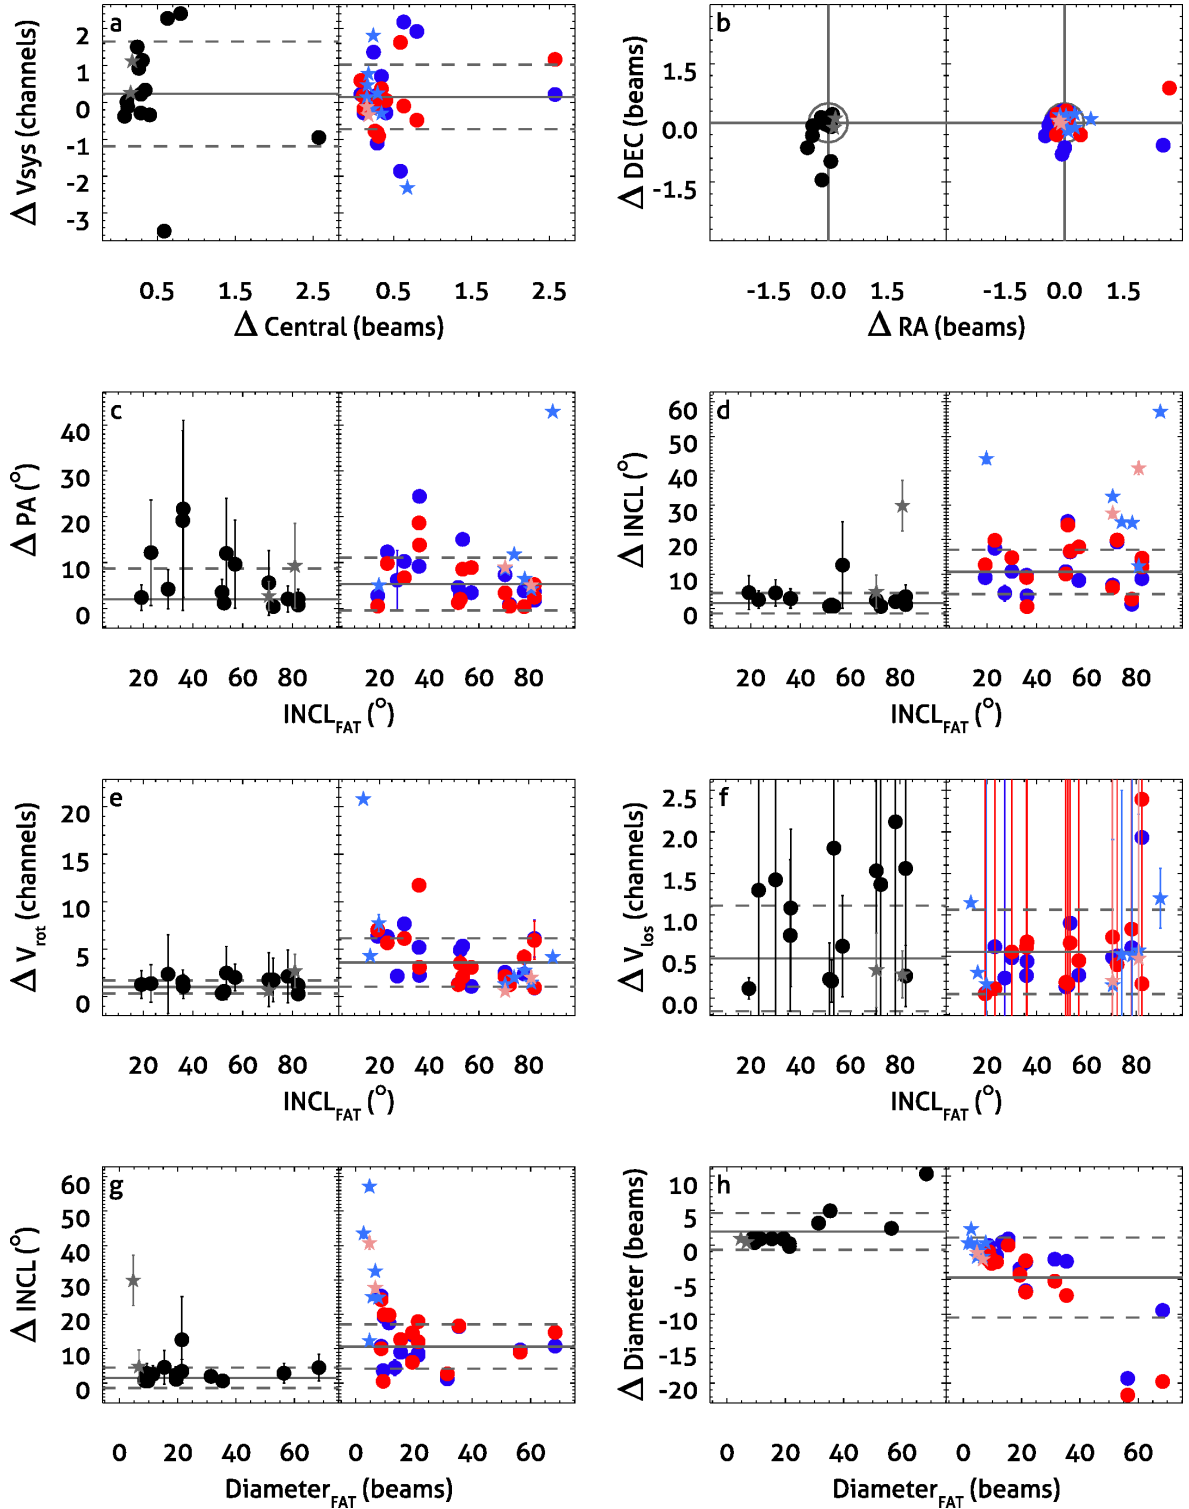 a
b
Δ Vsys (channels)
2
1
0
-1
-2
-3
Δ DEC (beams)
1.5
0.0
-1.5
0.5 1.5 2.5 0.5 1.5 2.5
Δ Central (beams)
-1.5 0.0 1.5 -1.5 0.0 1.5
Δ RA (beams)
c
d
Δ PA (°)
40
30
20
10
0
Δ INCL (°)
60
50
40
30
20
10
0
20 40 60 80 20 40 60 80
INCL_FAT (°)
20 40 60 80 20 40 60 80
INCL_FAT (°)
e
f
Δ V_rot (channels)
20
15
10
5
0
Δ V_los (channels)
2.5
2.0
1.5
1.0
0.5
0.0
20 40 60 80 20 40 60 80
INCL_FAT (°)
20 40 60 80 20 40 60 80
INCL_FAT (°)
g
h
Δ INCL (°)
60
50
40
30
20
10
0
Δ Diameter (beams)
10
5
0
-5
-10
-15
-20
0 20 40 60 0 20 40 60
Diameter_FAT (beams)
0 20 40 60 0 20 40 60
Diameter_FAT (beams)